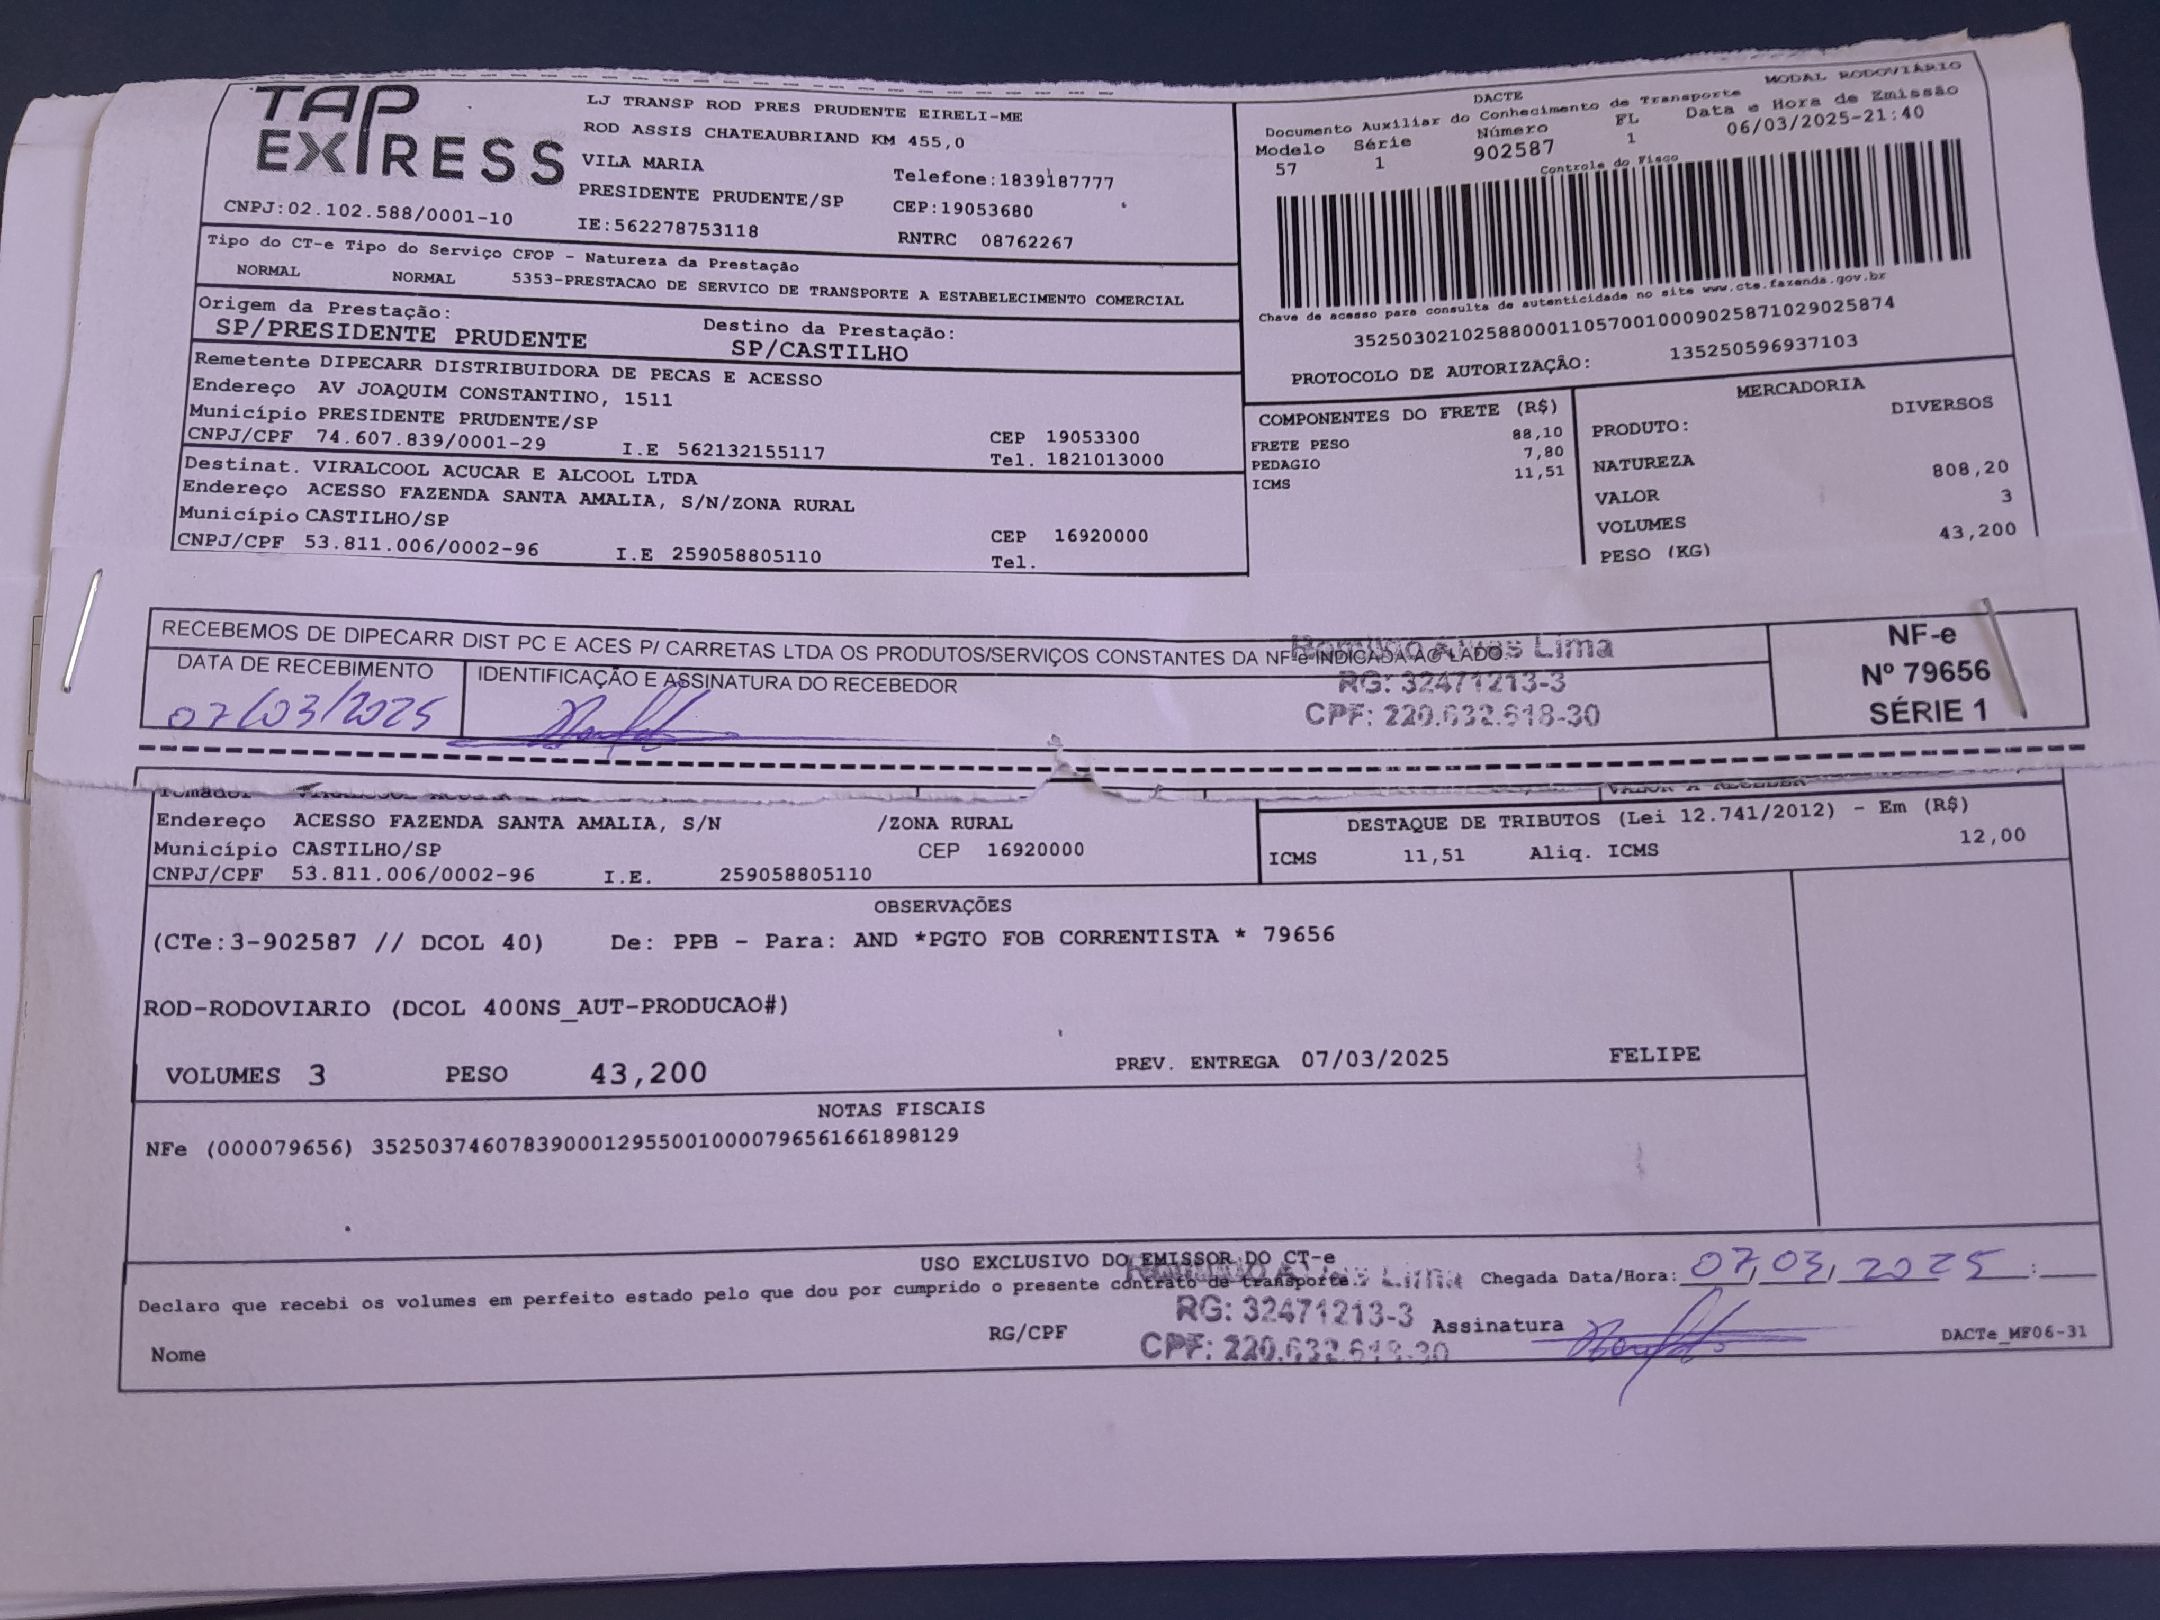 TAP
EXPRESS
LJ TRANSP ROD PRES PRUDENTE EIRELI-ME
ROD ASSIS CHATEAUBRIAND KM 455,0
VILA MARIA
Telefone:1839187777
PRESIDENTE PRUDENTE/SP
CEP:19053680
CNPJ:02.102.588/0001-10
IE:562278753118
RNTRC 08762267
MODAL RODOVIÁRIO
DACTE
Documento Auxiliar do Conhecimento de Transporte
Modelo Série Número FL Data e Hora de Emissão
57 1 902587 1 06/03/2025-21:40
Controle do Fisco
Chave de acesso para consulta de autenticidade no site www.cte.fazenda.gov.br
35250302102588000110570010009025871029025874
PROTOCOLO DE AUTORIZAÇÃO: 135250596937103
Tipo do CT-e Tipo do Serviço CFOP - Natureza da Prestação
NORMAL NORMAL 5353-PRESTACAO DE SERVICO DE TRANSPORTE A ESTABELECIMENTO COMERCIAL
Origem da Prestação: Destino da Prestação:
SP/PRESIDENTE PRUDENTE SP/CASTILHO
Remetente DIPECARR DISTRIBUIDORA DE PECAS E ACESSO
Endereço AV JOAQUIM CONSTANTINO, 1511
Município PRESIDENTE PRUDENTE/SP CEP 19053300
CNPJ/CPF 74.607.839/0001-29 I.E 562132155117 Tel. 1821013000
Destinat. VIRALCOOL ACUCAR E ALCOOL LTDA
Endereço ACESSO FAZENDA SANTA AMALIA, S/N/ZONA RURAL
Município CASTILHO/SP CEP 16920000
CNPJ/CPF 53.811.006/0002-96 I.E 259058805110 Tel.
COMPONENTES DO FRETE (R$)
FRETE PESO 88,10
PEDAGIO 7,80
ICMS 11,51
MERCADORIA
PRODUTO: DIVERSOS
NATUREZA
VALOR 808,20
VOLUMES 3
PESO (KG) 43,200
RECEBEMOS DE DIPECARR DIST PC E ACES P/ CARRETAS LTDA OS PRODUTOS/SERVIÇOS CONSTANTES DA NF-e INDICADA AO LADO.
DATA DE RECEBIMENTO
07/03/2025
IDENTIFICAÇÃO E ASSINATURA DO RECEBEDOR
Lima
RG: 32471213-3
CPF: 220.632.618-30
NF-e
Nº 79656
SÉRIE 1
Tomador
VALOR A RECEBER
Endereço ACESSO FAZENDA SANTA AMALIA, S/N /ZONA RURAL
Município CASTILHO/SP CEP 16920000
CNPJ/CPF 53.811.006/0002-96 I.E. 259058805110
DESTAQUE DE TRIBUTOS (Lei 12.741/2012) - Em (R$)
ICMS 11,51 Aliq. ICMS 12,00
OBSERVAÇÕES
(CTe:3-902587 // DCOL 40) De: PPB - Para: AND *PGTO FOB CORRENTISTA * 79656
ROD-RODOVIARIO (DCOL 400NS_AUT-PRODUCAO#)
VOLUMES 3 PESO 43,200 PREV. ENTREGA 07/03/2025 FELIPE
NOTAS FISCAIS
NFe (000079656) 35250374607839000129550010000796561661898129
USO EXCLUSIVO DO EMISSOR DO CT-e
Declaro que recebi os volumes em perfeito estado pelo que dou por cumprido o presente contrato de transporte.
Lima
Chegada Data/Hora: 07/03/2025 :
Nome RG/CPF
RG: 32471213-3
CPF: 220.632.618-30
Assinatura
DACTe_MF06-31